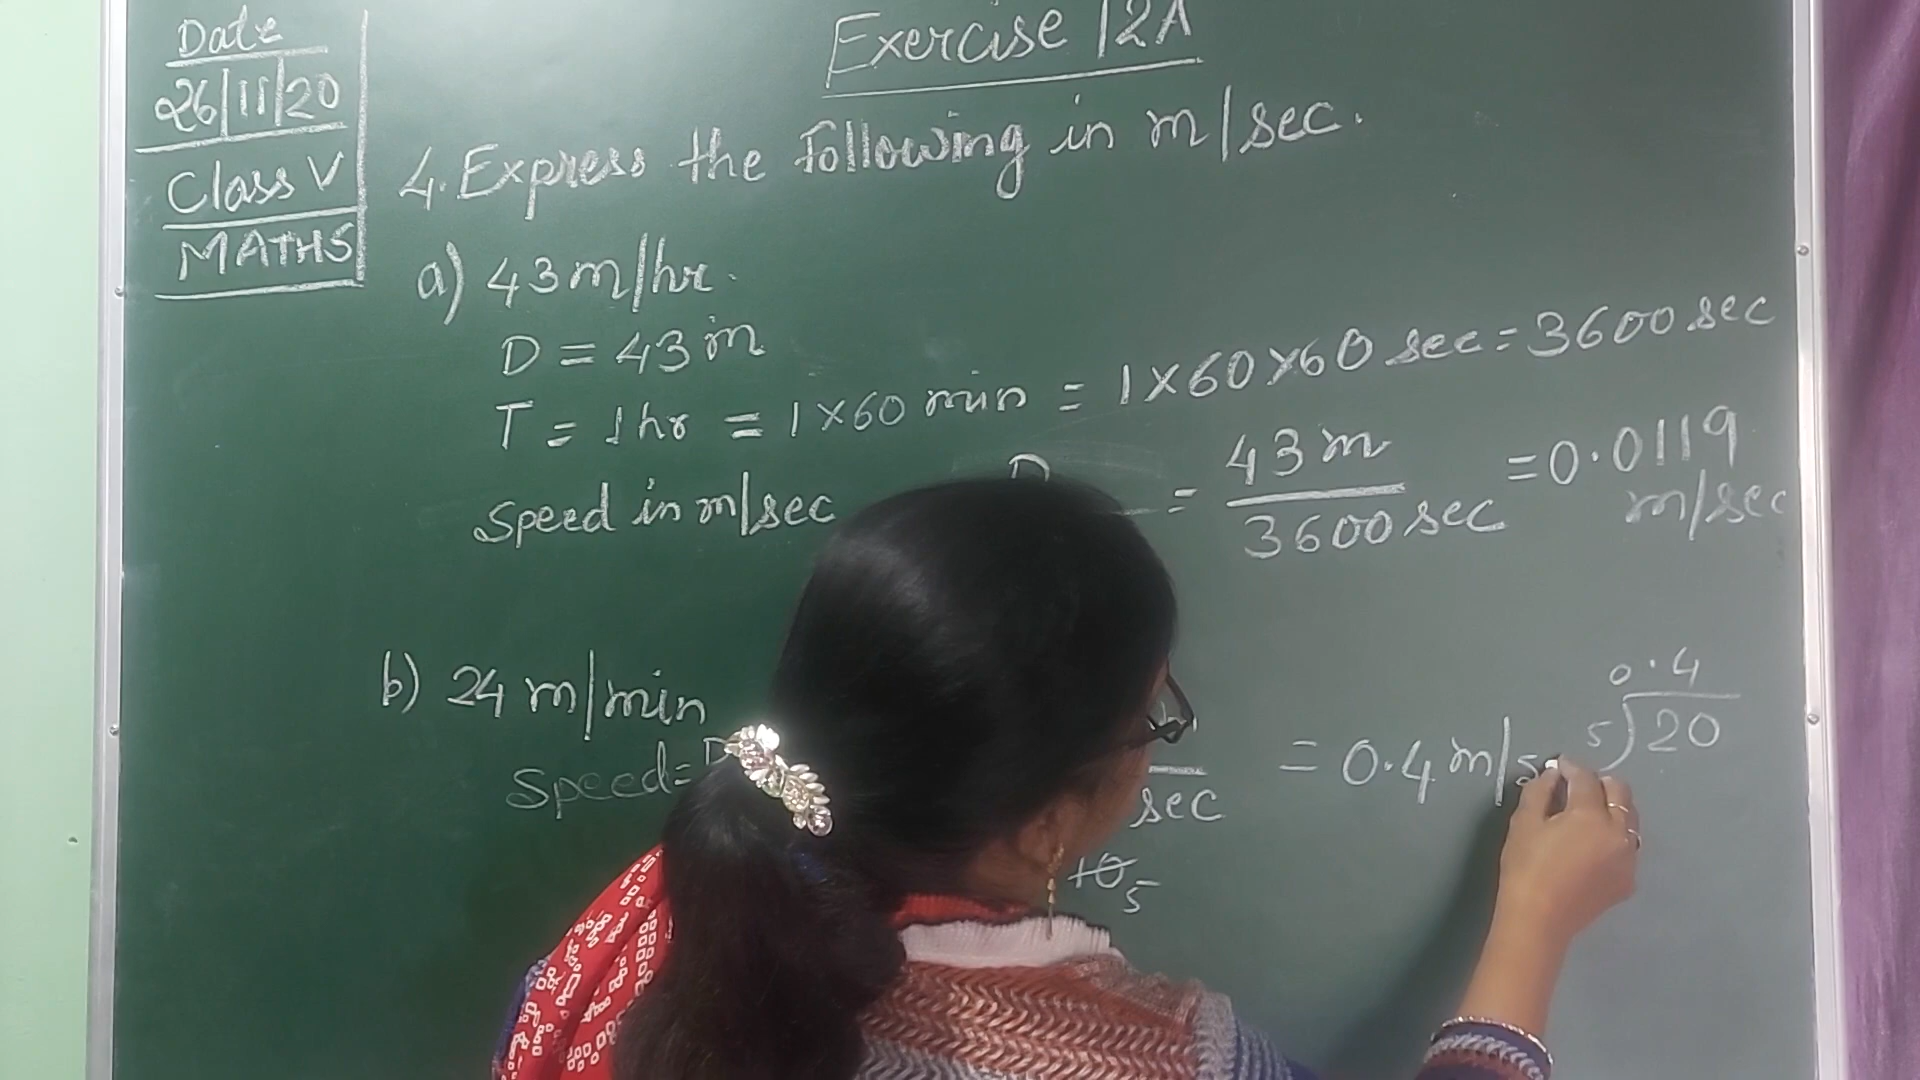 Date
26/11/20
Class V
MATHS
Exercise 12A
4. Express the following in m/sec.
a) 43 m/hr.
D = 43 m
T = 1 hr = 1 x 60 min = 1 x 60 x 60 sec = 3600 sec
Speed in m/sec D = 43 m / 3600 sec = 0.0119 m/sec
b) 24 m/min
Speed = D sec = 0.4 m/s
10 5
0.4
5) 20